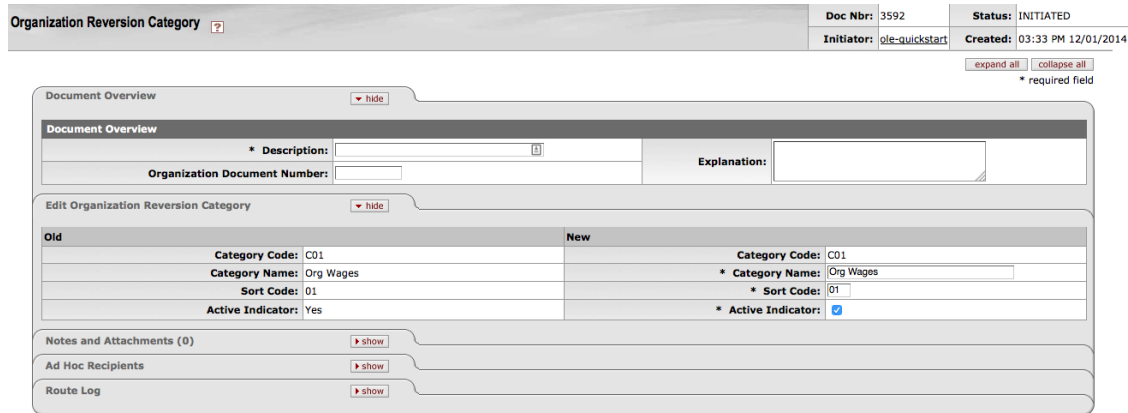 Organization Reversion Category ?
Doc Nbr: 3592 Status: INITIATED
Initiator: ole-quickstart Created: 03:33 PM 12/01/2014
expand all collapse all
* required field
Document Overview hide
Document Overview
* Description: Explanation:
Organization Document Number:
Edit Organization Reversion Category hide
Old New
Category Code: C01 Category Code: C01
Category Name: Org Wages * Category Name: Org Wages
Sort Code: 01 * Sort Code: 01
Active Indicator: Yes * Active Indicator:
Notes and Attachments (0) show
Ad Hoc Recipients show
Route Log show